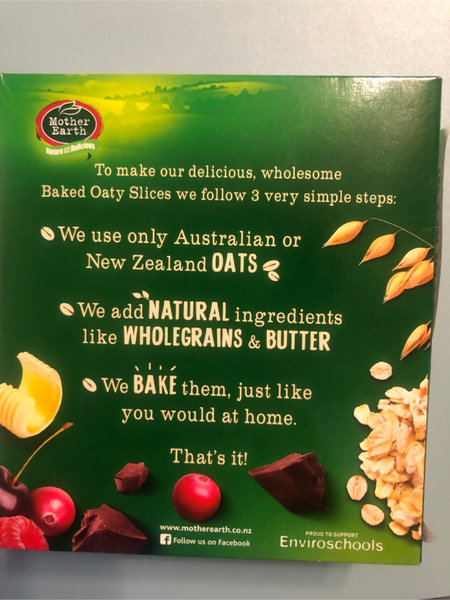 Mother
Earth
Nature Made Delicious
To make our delicious, wholesome
Baked Oaty Slices we follow 3 very simple steps:
We use only Australian or
New Zealand OATS
We add NATURAL ingredients
like WHOLEGRAINS & BUTTER
We BAKE them, just like
you would at home.
That's it!
www.motherearth.co.nz
f Follow us on Facebook
PROUD TO SUPPORT
Enviroschools